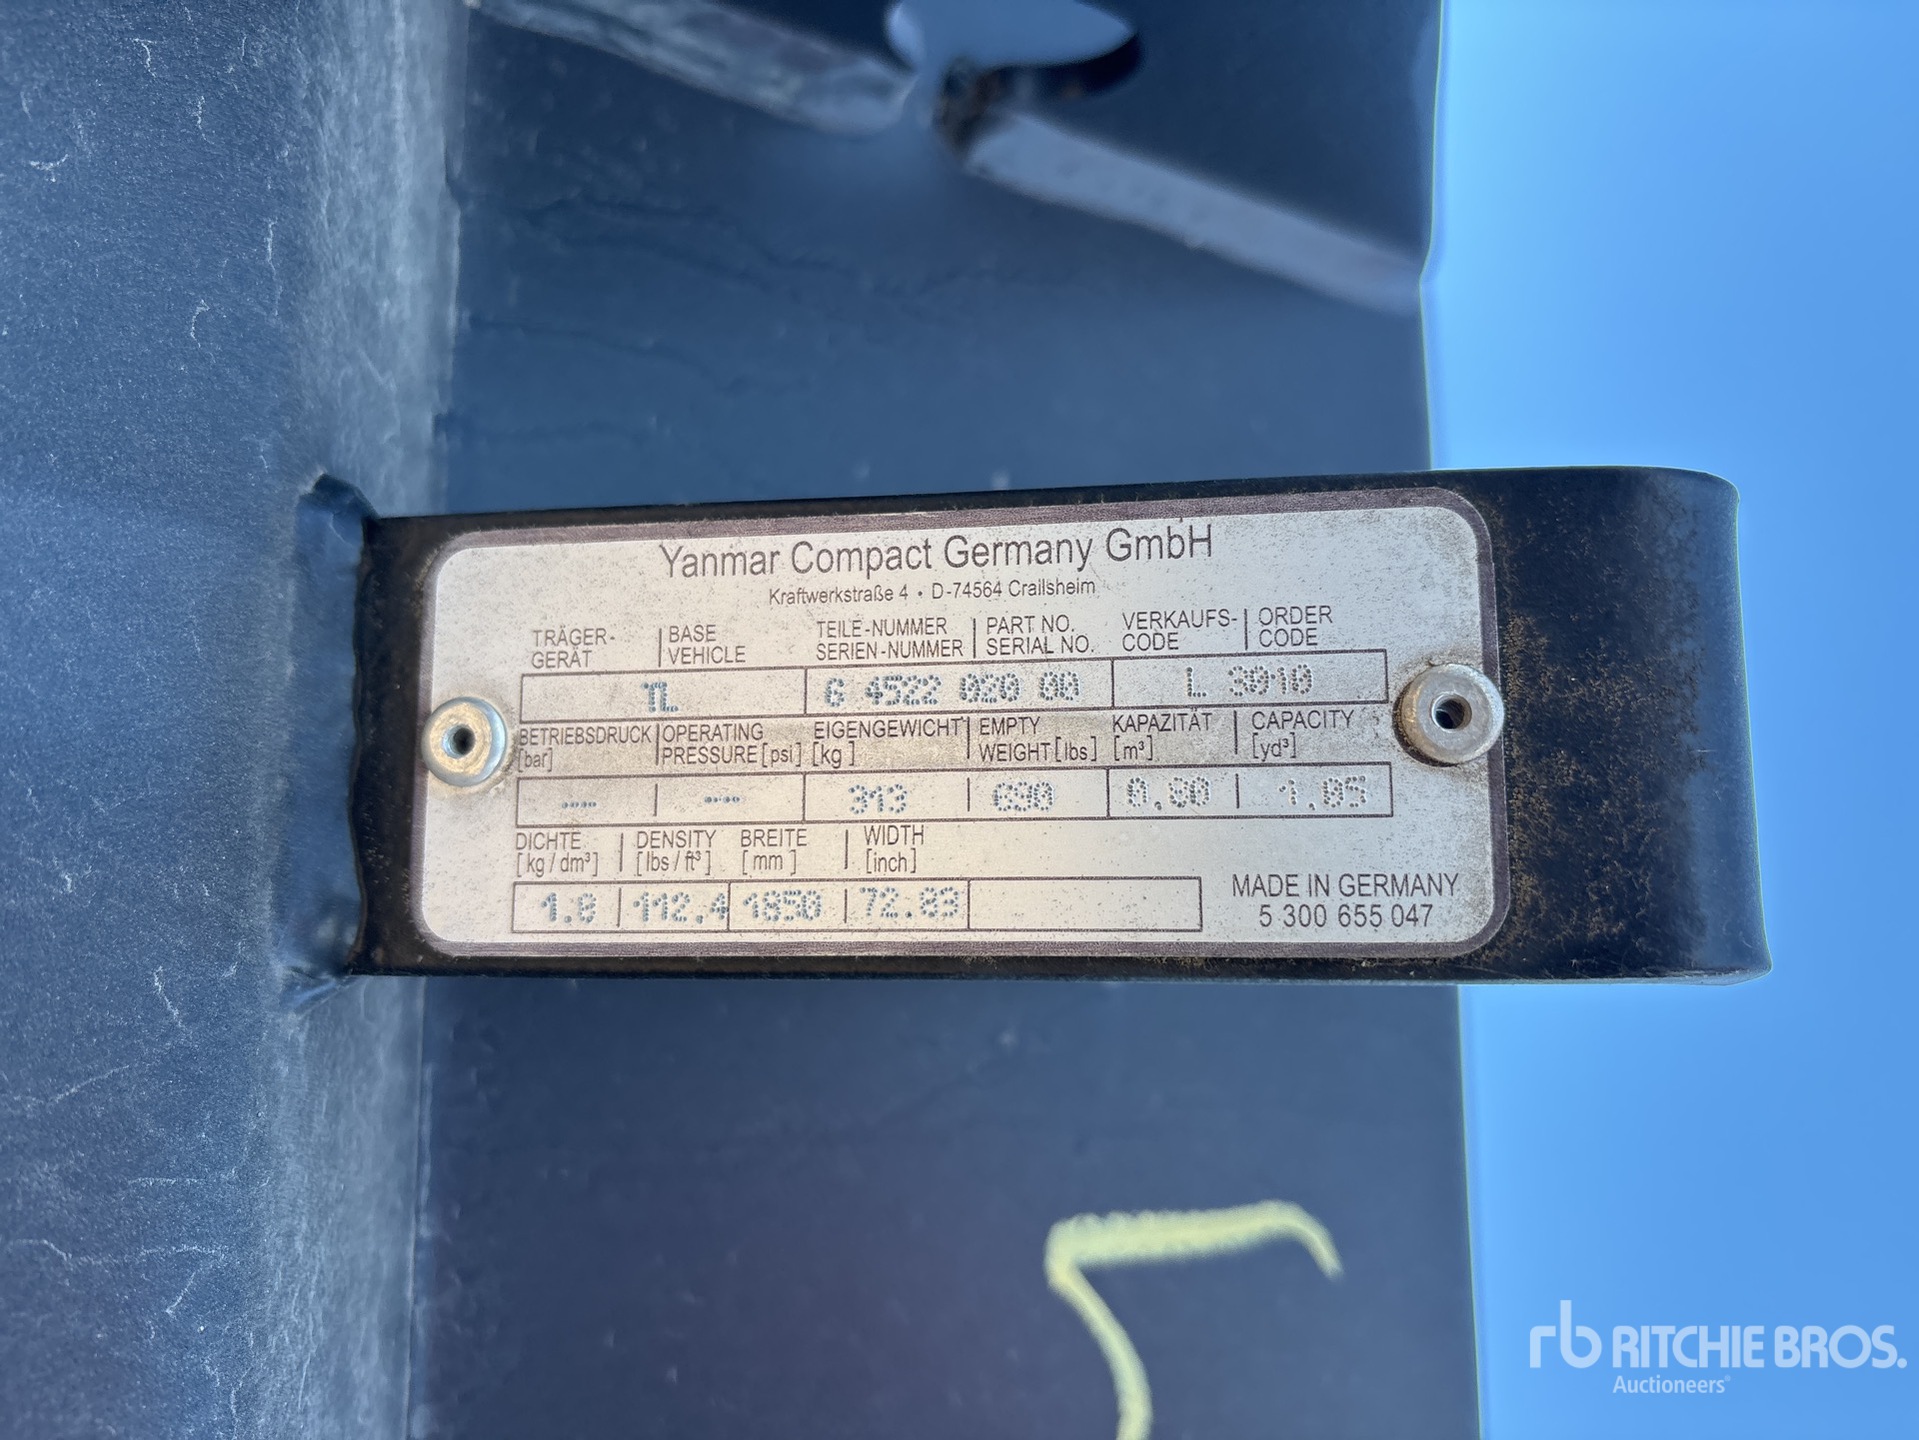 Yanmar Compact Germany GmbH
Kraftwerkstraße 4 • D-74564 Crailsheim
TRÄGER- | BASE TEILE-NUMMER | PART NO. VERKAUFS- | ORDER
GERÄT VEHICLE SERIEN-NUMMER SERIAL NO. CODE CODE
TL G 4522 020 00 L 3010
BETRIEBSDRUCK | OPERATING EIGENGEWICHT | EMPTY KAPAZITÄT | CAPACITY
[bar] PRESSURE [psi] [kg] WEIGHT [lbs] [m³] [yd³]
---- | ---- 313 | 690 0,80 | 1,05
DICHTE | DENSITY BREITE | WIDTH
[kg / dm³] [lbs / ft³] [mm] [inch]
1.8 | 112.4 1850 | 72.83
MADE IN GERMANY
5 300 655 047
rb RITCHIE BROS.
Auctioneers